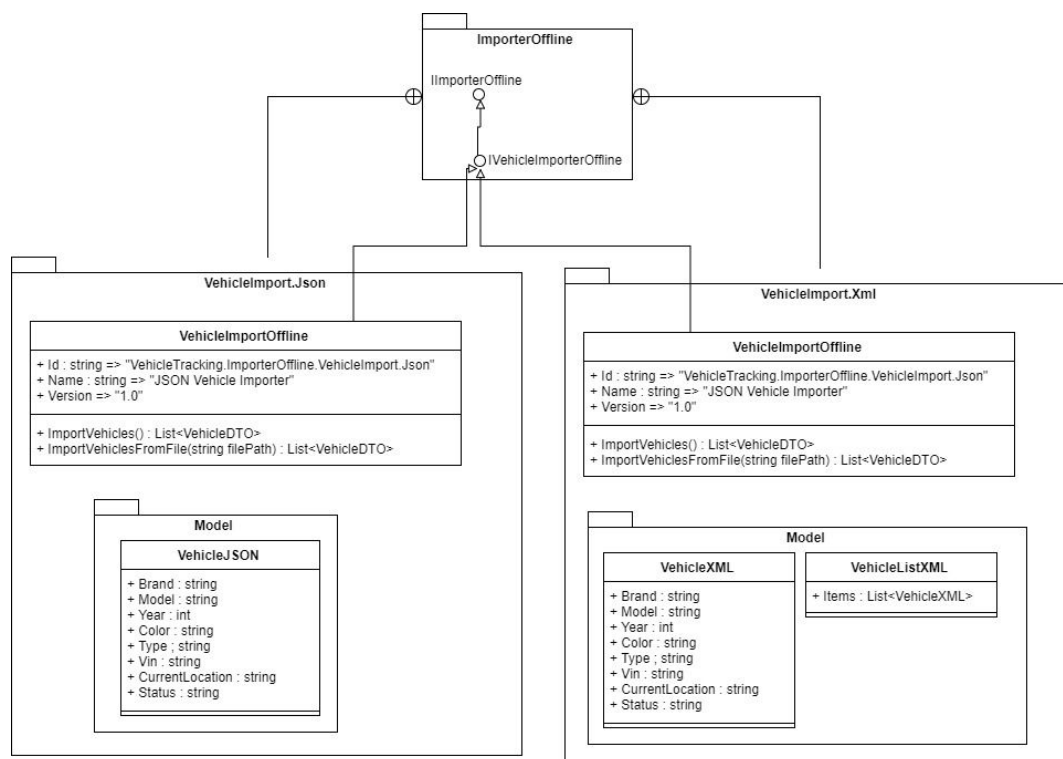 ImporterOffline
IImporterOffline
IVehicleImporterOffline
VehicleImport.Json
VehicleImportOffline
+ Id : string => "VehicleTracking.ImporterOffline.VehicleImport.Json"
+ Name : string => "JSON Vehicle Importer"
+ Version => "1.0"
+ ImportVehicles() : List<VehicleDTO>
+ ImportVehiclesFromFile(string filePath) : List<VehicleDTO>
Model
VehicleJSON
+ Brand : string
+ Model : string
+ Year : int
+ Color : string
+ Type ; string
+ Vin : string
+ CurrentLocation : string
+ Status : string
VehicleImport.Xml
VehicleImportOffline
+ Id : string => "VehicleTracking.ImporterOffline.VehicleImport.Json"
+ Name : string => "JSON Vehicle Importer"
+ Version => "1.0"
+ ImportVehicles() : List<VehicleDTO>
+ ImportVehiclesFromFile(string filePath) : List<VehicleDTO>
Model
VehicleXML
+ Brand : string
+ Model : string
+ Year : int
+ Color : string
+ Type ; string
+ Vin : string
+ CurrentLocation : string
+ Status : string
VehicleListXML
+ Items : List<VehicleXML>